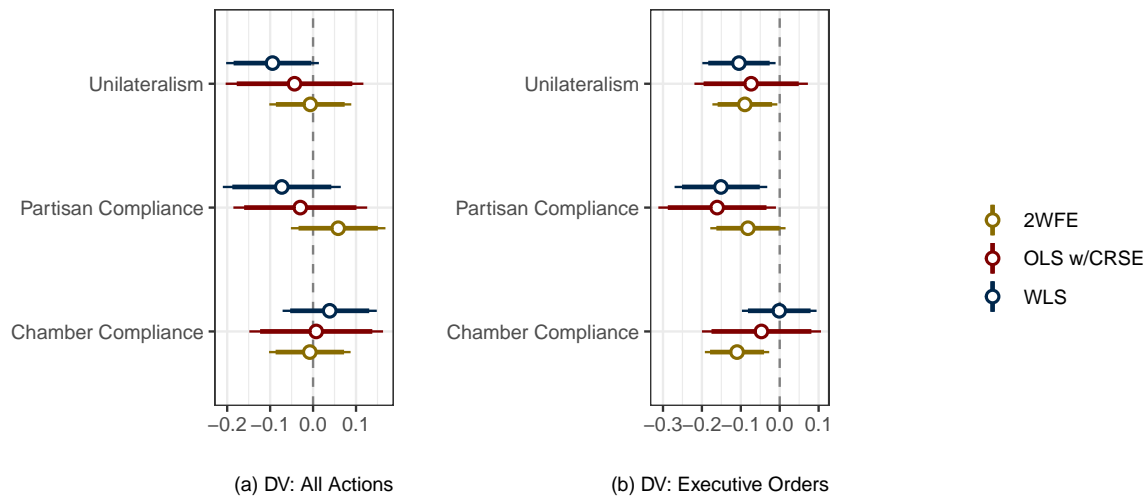 Unilateralism
Partisan Compliance
Chamber Compliance
−0.2 −0.1 0.0 0.1
(a) DV: All Actions
Unilateralism
Partisan Compliance
Chamber Compliance
−0.3 −0.2 −0.1 0.0 0.1
(b) DV: Executive Orders
2WFE
OLS w/CRSE
WLS